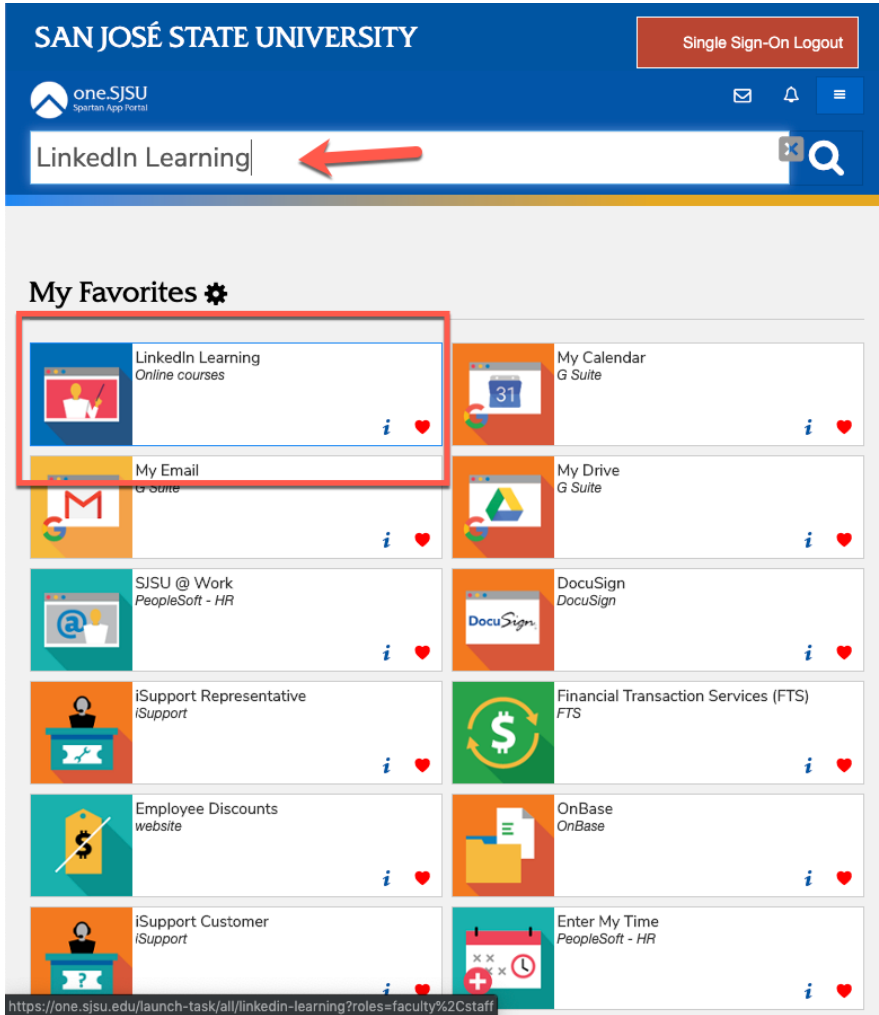 SAN JOSÉ STATE UNIVERSITY
Single Sign-On Logout
one.SJSU
Spartan App Portal
LinkedIn Learning
My Favorites
LinkedIn Learning
Online courses
My Calendar
G Suite
31
My Email
G Suite
My Drive
G Suite
SJSU @ Work
PeopleSoft - HR
DocuSign
DocuSign
DocuSign
iSupport Representative
iSupport
Financial Transaction Services (FTS)
FTS
Employee Discounts
website
OnBase
OnBase
iSupport Customer
iSupport
Enter My Time
PeopleSoft - HR
https://one.sjsu.edu/launch-task/all/linkedin-learning?roles=faculty%2Cstaff